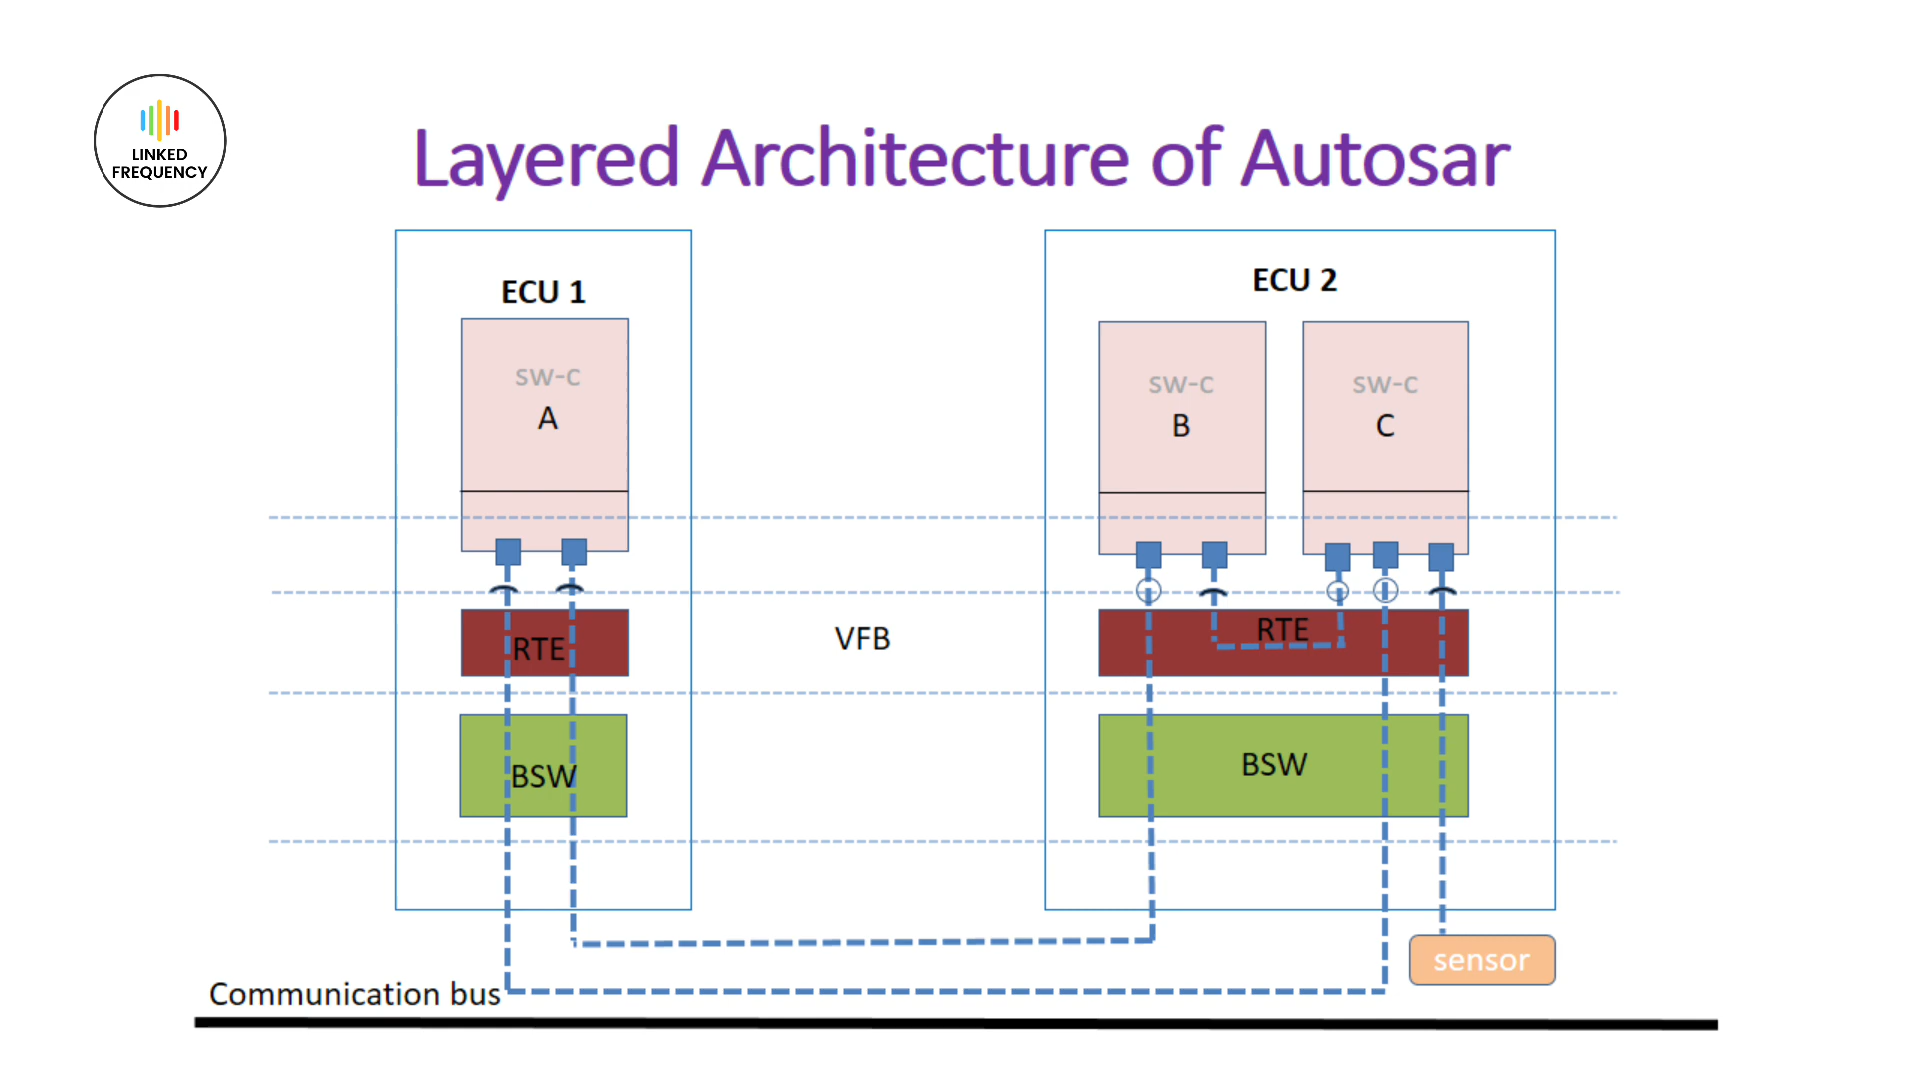 LINKED
FREQUENCY
Layered Architecture of Autosar
ECU 1
sw-c
A
ECU 2
sw-c
B
sw-c
C
RTE
VFB
RTE
BSW
BSW
sensor
Communication bus